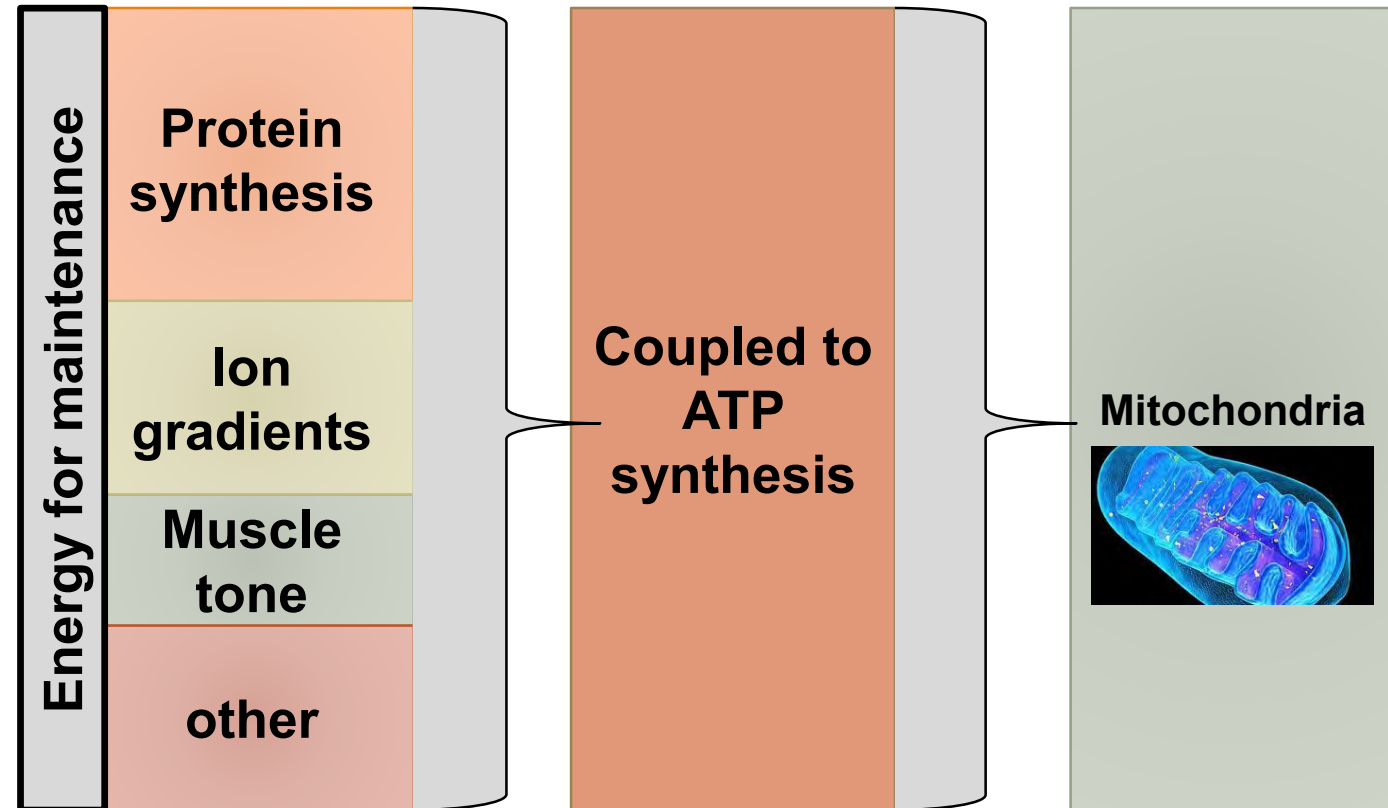 Energy for maintenance
Protein
synthesis
Ion
gradients
Muscle
tone
other
Coupled to
ATP
synthesis
Mitochondria